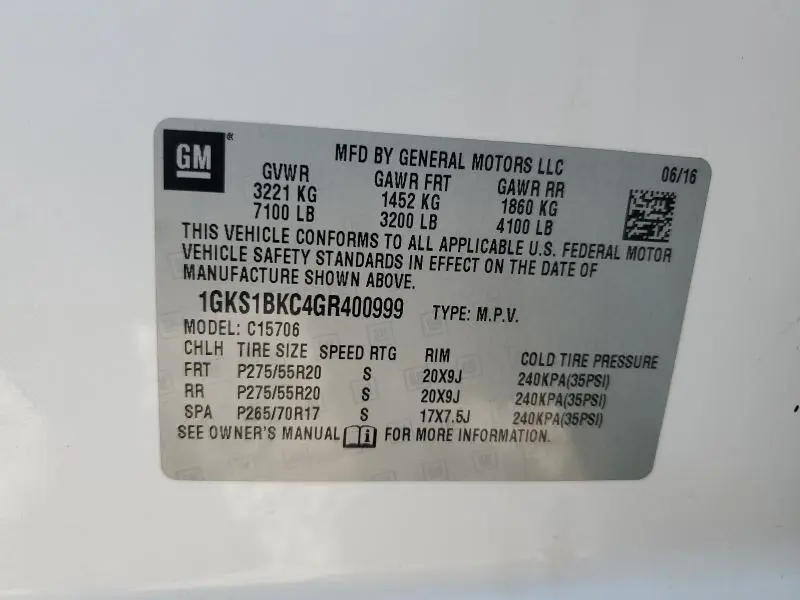 GM®
MFD BY GENERAL MOTORS LLC 06/16
GVWR GAWR FRT GAWR RR
3221 KG 1452 KG 1860 KG
7100 LB 3200 LB 4100 LB
THIS VEHICLE CONFORMS TO ALL APPLICABLE U.S. FEDERAL MOTOR
VEHICLE SAFETY STANDARDS IN EFFECT ON THE DATE OF
MANUFACTURE SHOWN ABOVE.
1GKS1BKC4GR400999 TYPE: M.P.V.
MODEL: C15706
CHLH TIRE SIZE SPEED RTG RIM COLD TIRE PRESSURE
FRT P275/55R20 S 20X9J 240KPA(35PSI)
RR P275/55R20 S 20X9J 240KPA(35PSI)
SPA P265/70R17 S 17X7.5J 240KPA(35PSI)
SEE OWNER'S MANUAL i FOR MORE INFORMATION.